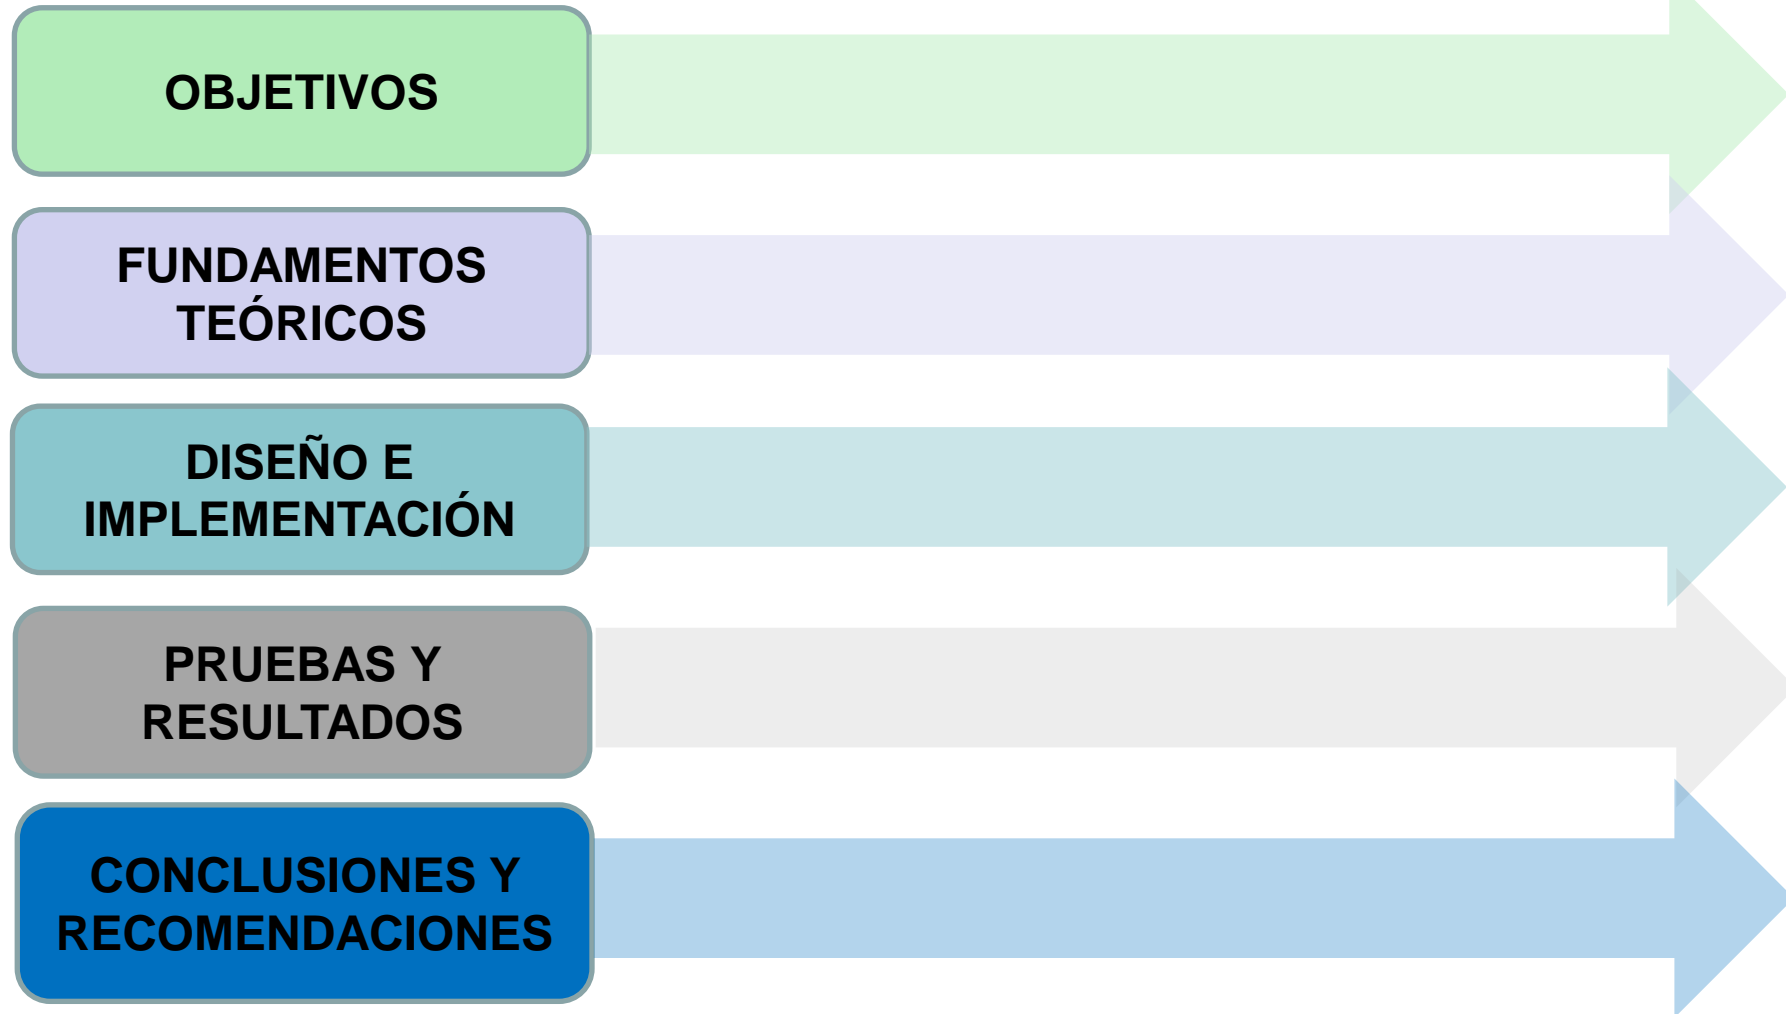 OBJETIVOS
FUNDAMENTOS
TEÓRICOS
DISEÑO E
IMPLEMENTACIÓN
PRUEBAS Y
RESULTADOS
CONCLUSIONES Y
RECOMENDACIONES